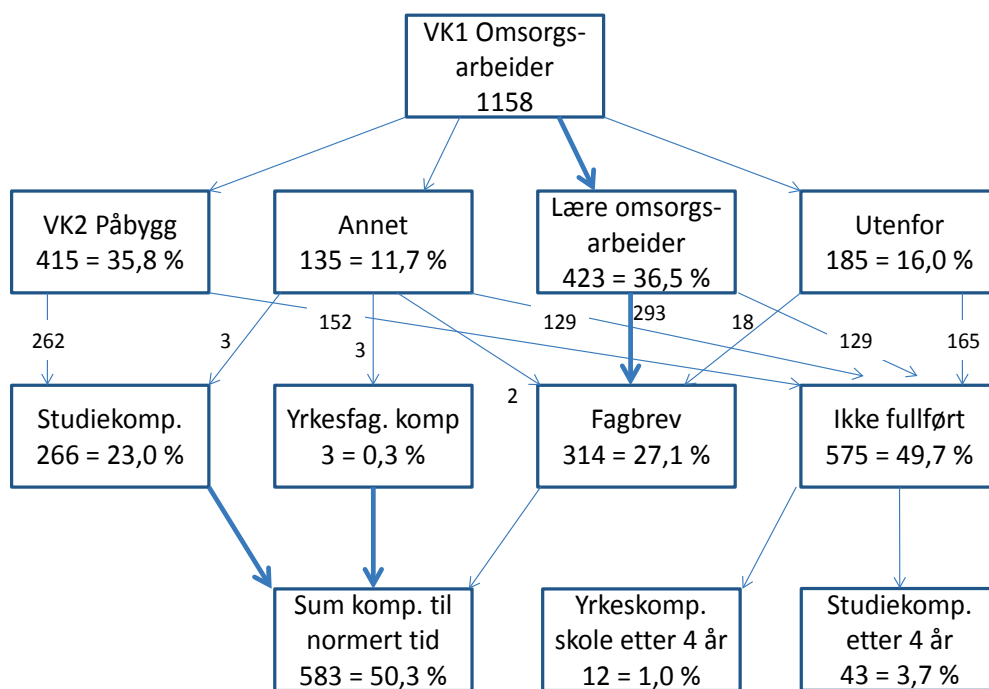 VK1 Omsorgs-
arbeider
1158
VK2 Påbygg
415 = 35,8 %
Annet
135 = 11,7 %
Lære omsorgs-
arbeider
423 = 36,5 %
Utenfor
185 = 16,0 %
262
3
152
3
129
293
18
129
165
2
Studiekomp.
266 = 23,0 %
Yrkesfag. komp
3 = 0,3 %
Fagbrev
314 = 27,1 %
Ikke fullført
575 = 49,7 %
Sum komp. til
normert tid
583 = 50,3 %
Yrkeskomp.
skole etter 4 år
12 = 1,0 %
Studiekomp.
etter 4 år
43 = 3,7 %